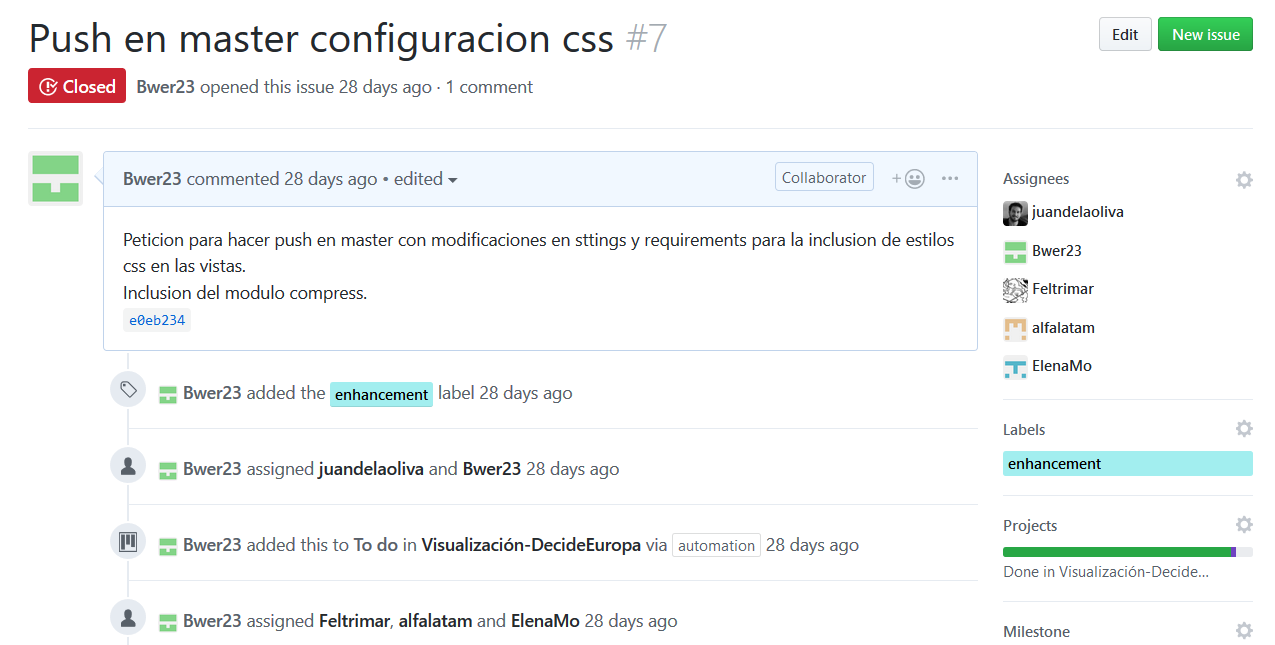 Push en master configuracion css #7
Edit
New issue
Closed
Bwer23 opened this issue 28 days ago · 1 comment
Bwer23 commented 28 days ago • edited
Collaborator
Peticion para hacer push en master con modificaciones en sttings y requirements para la inclusion de estilos
css en las vistas.
Inclusion del modulo compress.
e0eb234
Bwer23 added the enhancement label 28 days ago
Bwer23 assigned juandelaoliva and Bwer23 28 days ago
Bwer23 added this to To do in Visualización-DecideEuropa via automation 28 days ago
Bwer23 assigned Feltrimar, alfalatam and ElenaMo 28 days ago
Assignees
juandelaoliva
Bwer23
Feltrimar
alfalatam
ElenaMo
Labels
enhancement
Projects
Done in Visualización-Decide...
Milestone